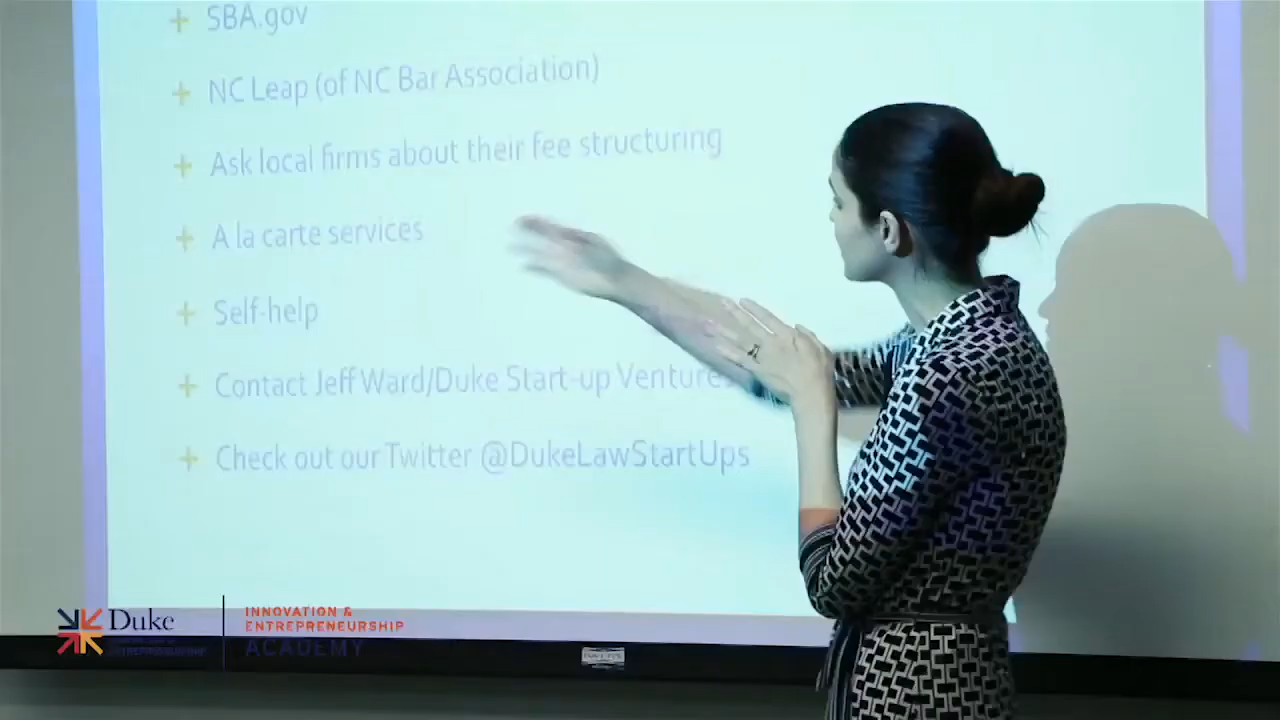 + SBA.gov
+ NC Leap (of NC Bar Association)
+ Ask local firms about their fee structuring
+ A la carte services
+ Self-help
+ Contact Jeff Ward/Duke Start-up Ventures
+ Check out our Twitter @DukeLawStartUps
Duke
ENTREPRENEURSHIP
INNOVATION &
ENTREPRENEURSHIP
ACADEMY